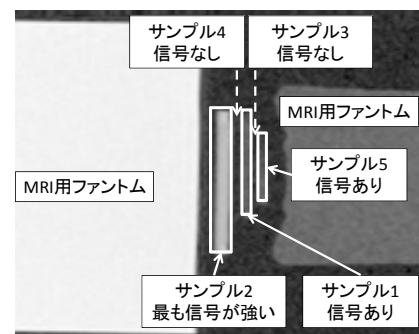 サンプル4
信号なし
サンプル3
信号なし
MRI用ファントム
MRI用ファントム
サンプル5
信号あり
サンプル2
最も信号が強い
サンプル1
信号あり